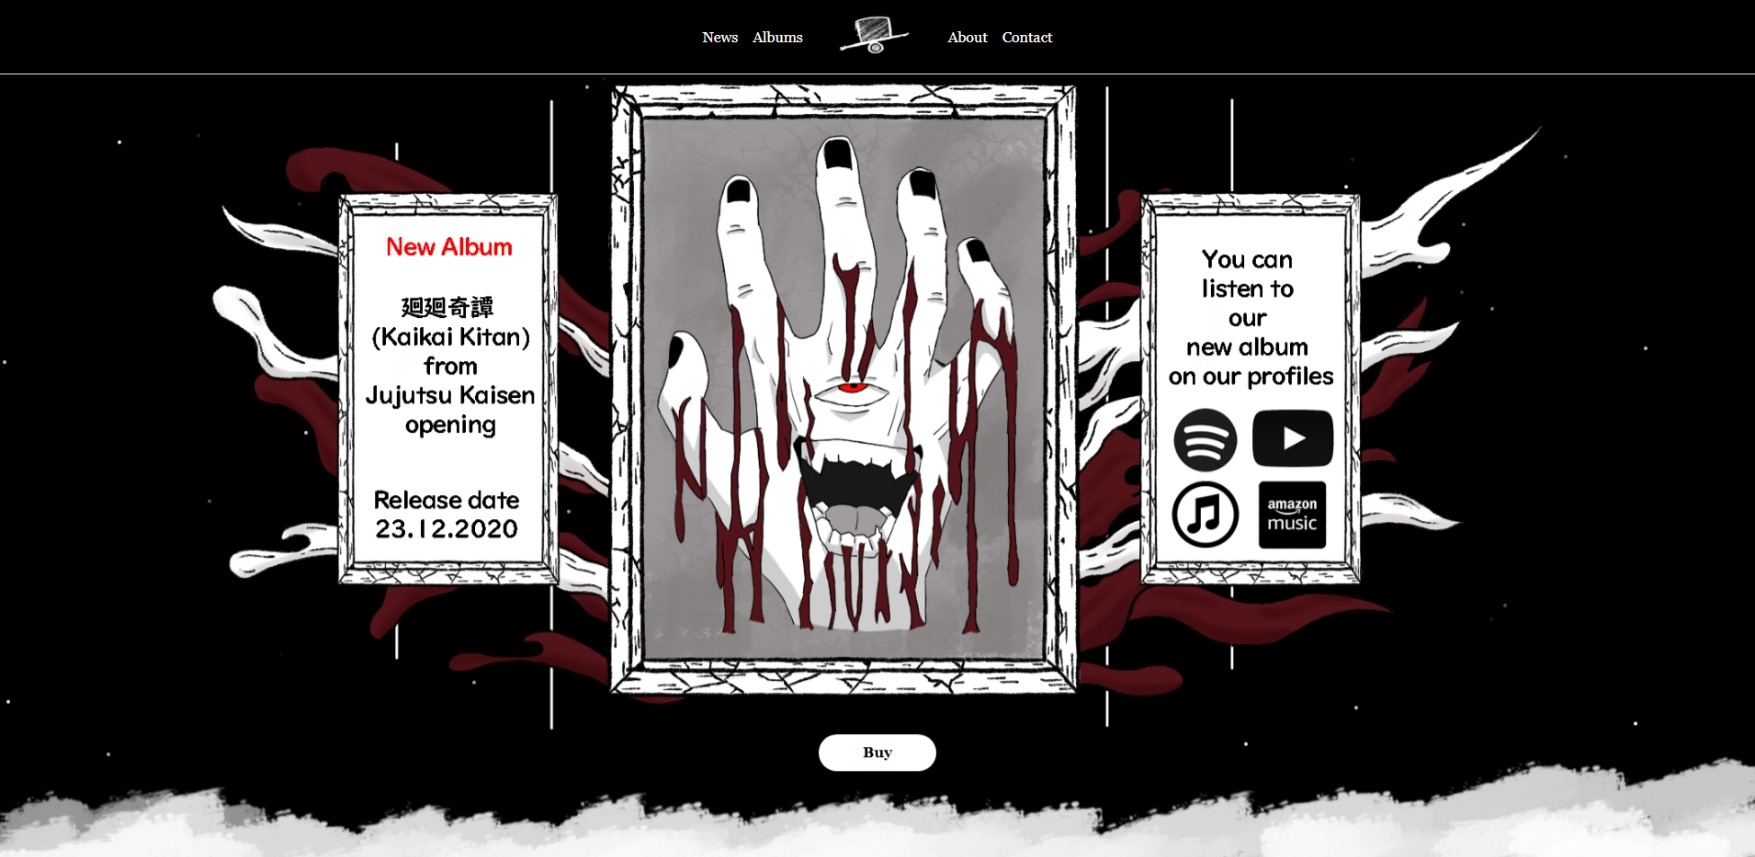 News Albums About Contact
New Album
廻廻奇譚
(Kaikai Kitan)
from
Jujutsu Kaisen
opening
Release date
23.12.2020
You can
listen to
our
new album
on our profiles
amazon
music
Buy